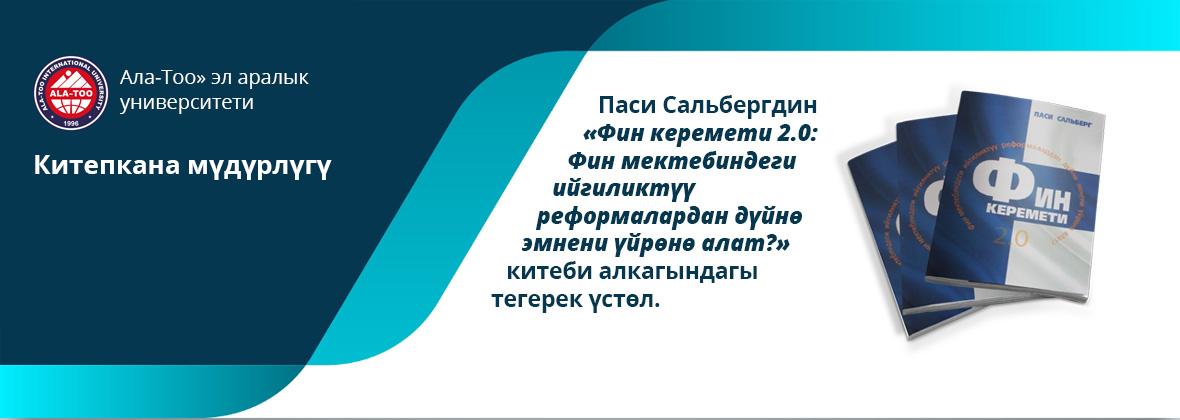 ALA-TOO INTERNATIONAL UNIVERSITY
ALA-TOO
1996
Ала-Тоо» эл аралык
университети
Китепкана мүдүрлүгү
Паси Сальбергдин
«Фин керемети 2.0:
Фин мектебиндеги
ийгиликтүү
реформалардан дүйнө
эмнени үйрөнө алат?»
китеби алкагындагы
тегерек үстөл.
ПАСИ САЛЬБЕРГ
ФИН
КЕРЕМЕТИ
2.0